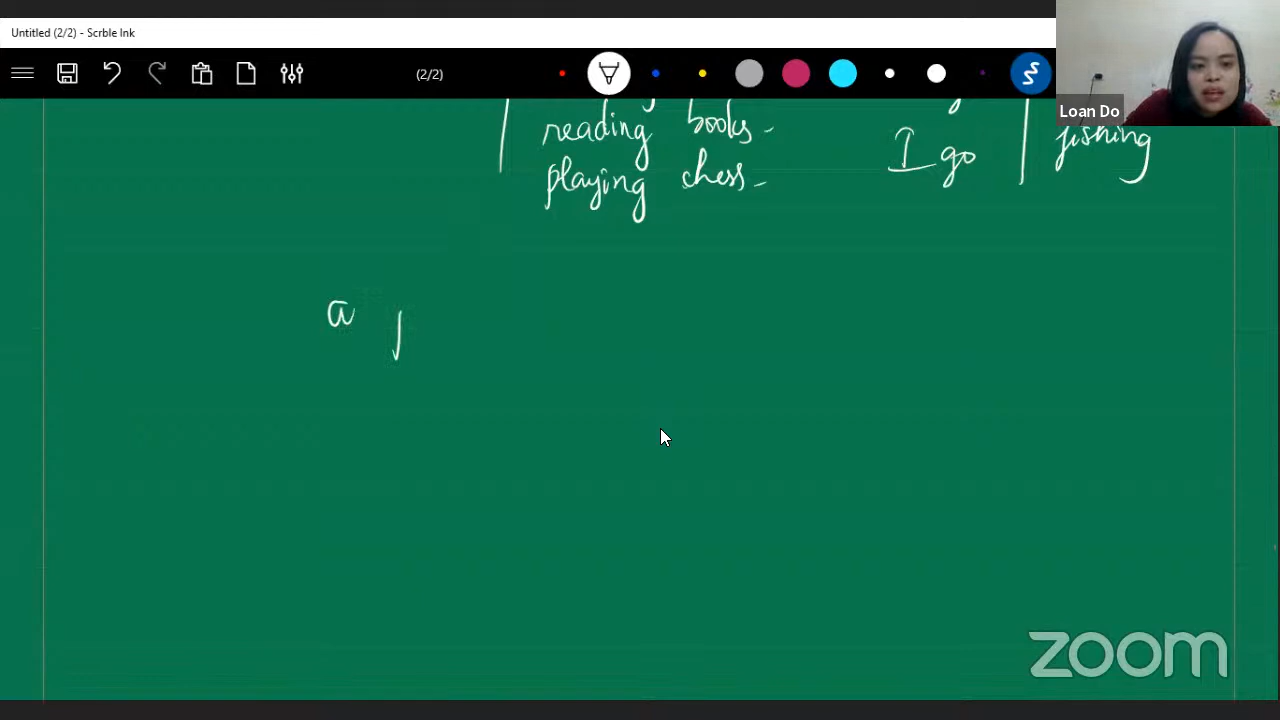 Untitled (2/2) - Scrble Ink
(2/2)
Loan Do
reading books -
playing chess -
I go
fishing
a
zoom